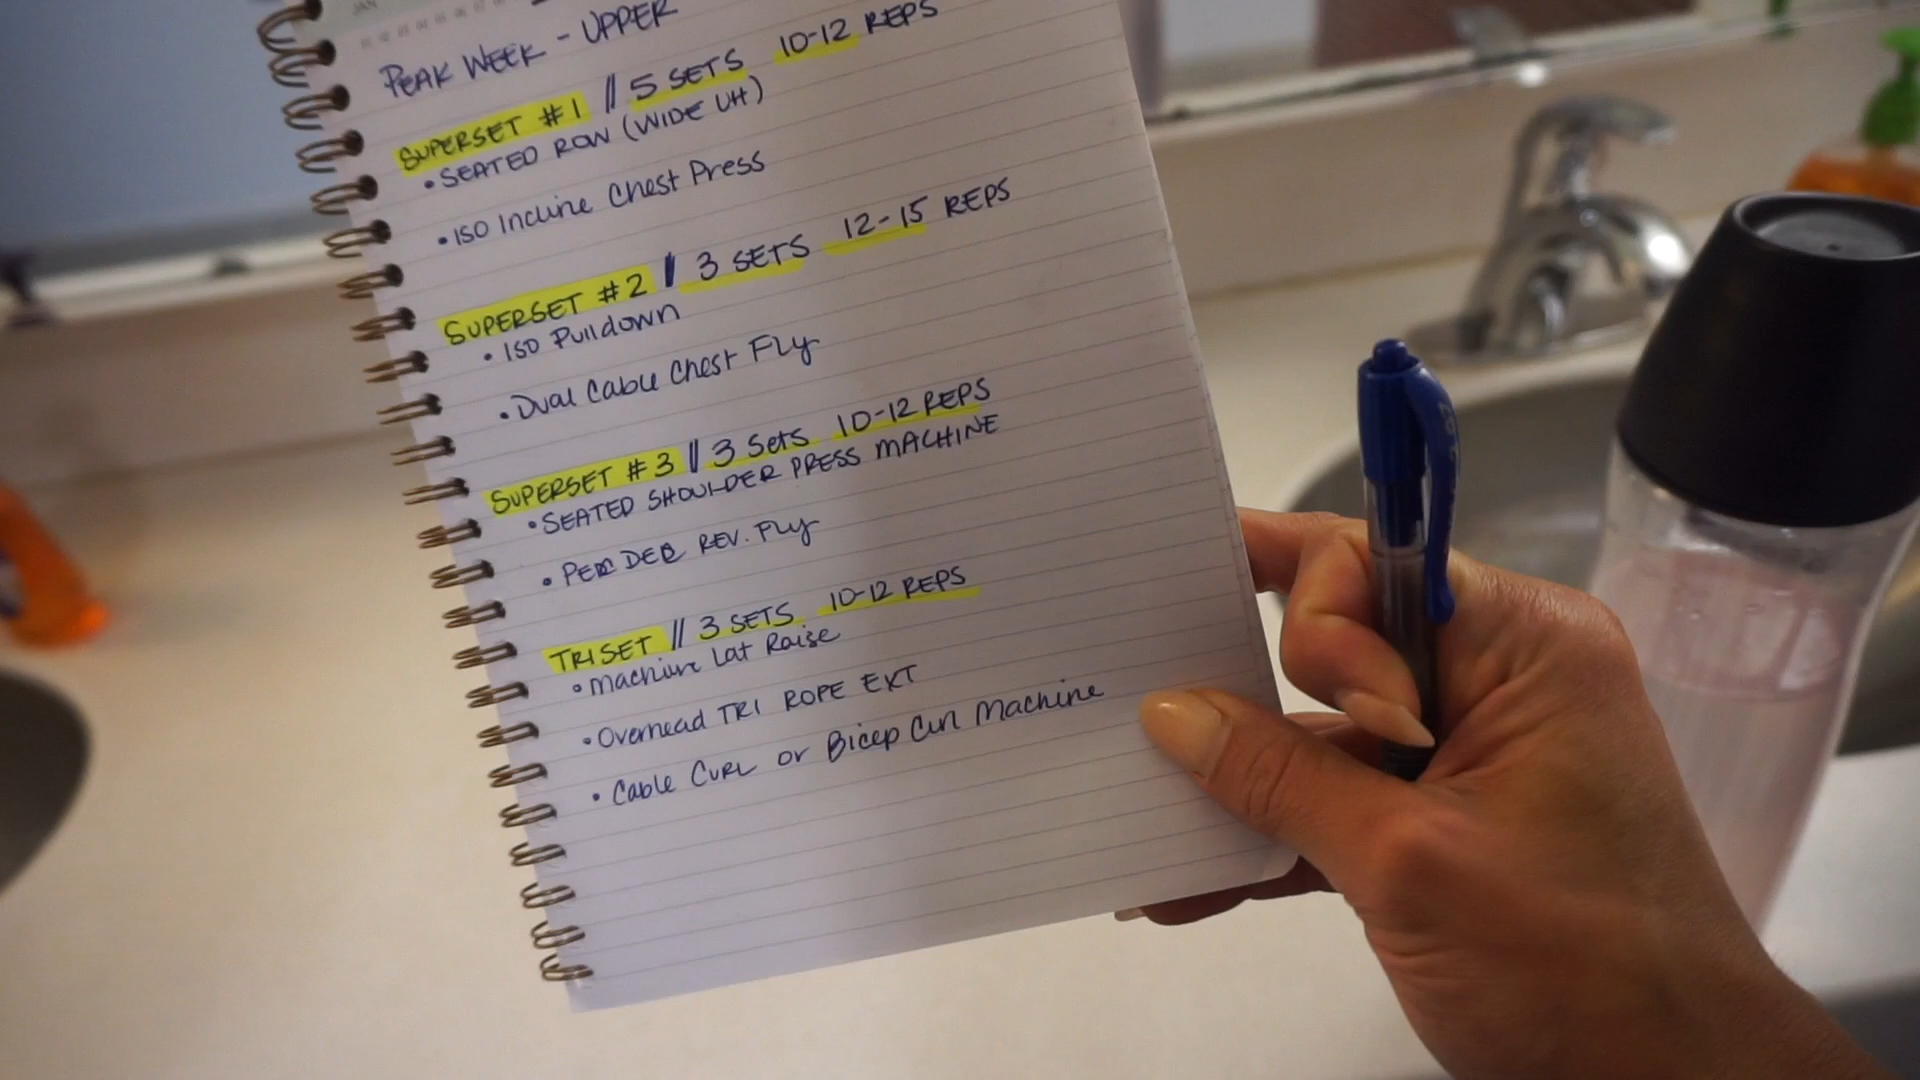 JAN
PEAK WEEK - UPPER
SUPERSET #1 // 5 SETS 10-12 REPS
• SEATED ROW (WIDE UH)
• ISO Incline Chest Press
SUPERSET #2 / 3 SETS 12-15 REPS
• ISO Pulldown
• Dual Cable Chest Fly
SUPERSET #3 // 3 Sets 10-12 REPS
• SEATED SHOULDER PRESS MACHINE
• PEC DEC REV. Fly
TRISET // 3 SETS 10-12 REPS
• Machine Lat Raise
• Overhead TRI ROPE EXT
• Cable CURL or Bicep Curl Machine